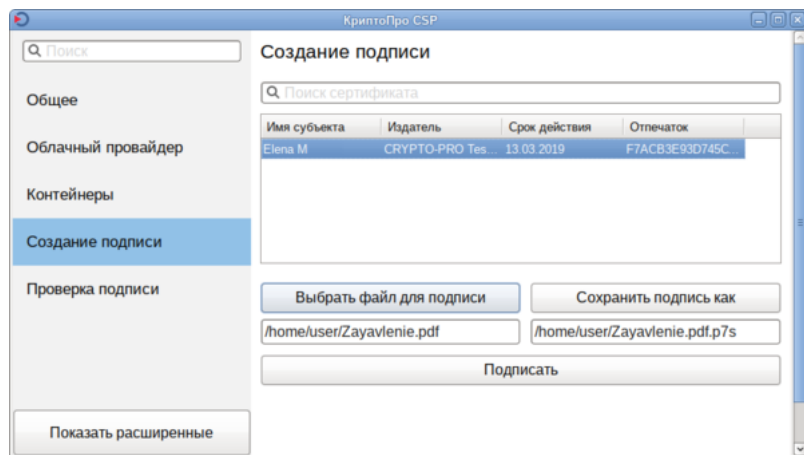 КриптоПро CSP
Поиск
Общее
Облачный провайдер
Контейнеры
Создание подписи
Проверка подписи
Показать расширенные
Создание подписи
Поиск сертификата
Имя субъекта Издатель Срок действия Отпечаток
Elena M CRYPTO-PRO Tes... 13.03.2019 F7ACB3E93D745C...
Выбрать файл для подписи Сохранить подпись как
/home/user/Zayavlenie.pdf /home/user/Zayavlenie.pdf.p7s
Подписать